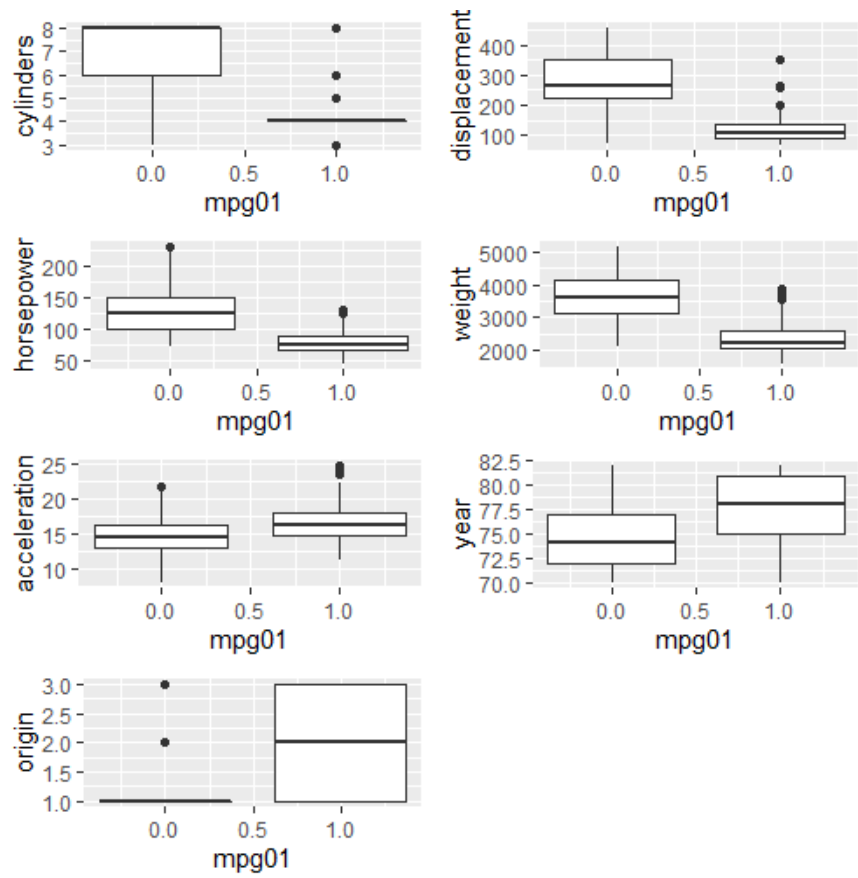 cylinders
8
7
6
5
4
3
0.0 0.5 1.0
mpg01
displacement
400
300
200
100
0.0 0.5 1.0
mpg01
horsepower
200
150
100
50
0.0 0.5 1.0
mpg01
weight
5000
4000
3000
2000
0.0 0.5 1.0
mpg01
acceleration
25
20
15
10
0.0 0.5 1.0
mpg01
year
82.5
80.0
77.5
75.0
72.5
70.0
0.0 0.5 1.0
mpg01
origin
3.0
2.5
2.0
1.5
1.0
0.0 0.5 1.0
mpg01